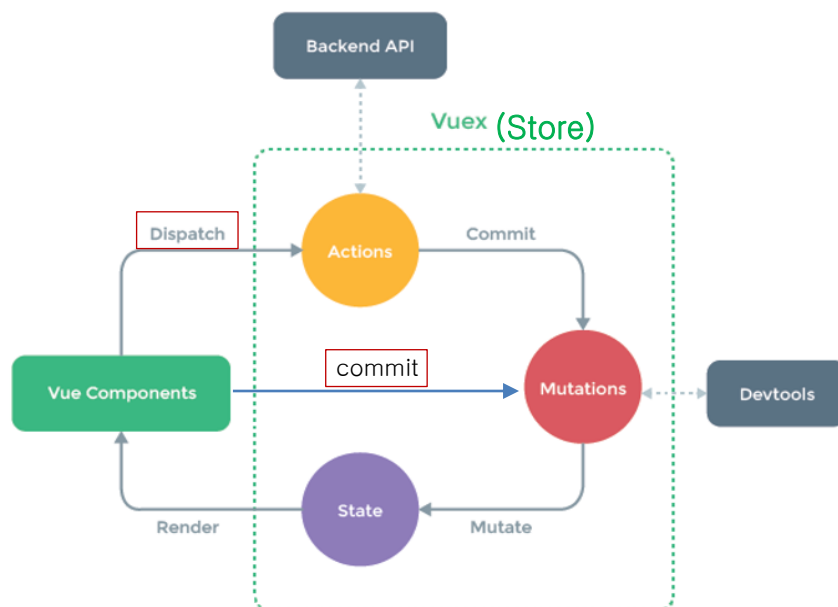 Backend API
Vuex (Store)
Dispatch
Actions
Commit
commit
Vue Components
Mutations
Devtools
State
Render
Mutate